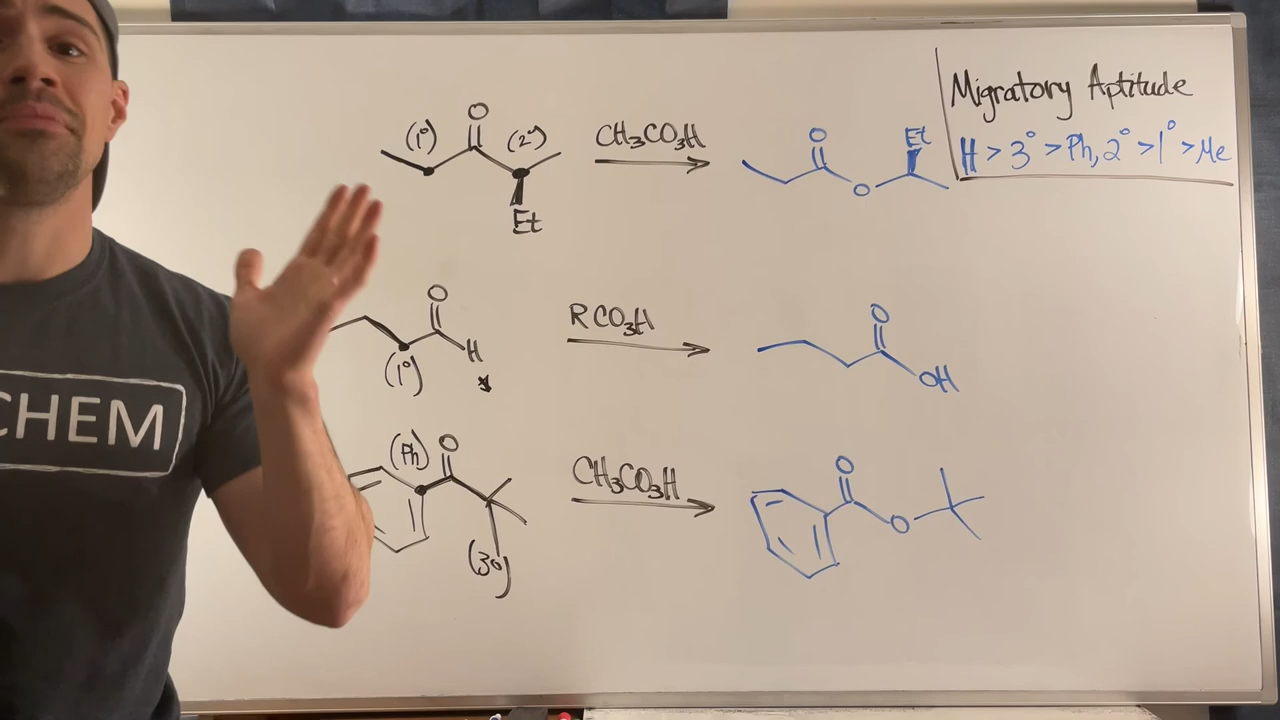 Migratory Aptitude
H > 3° > Ph, 2° > 1° > Me
(1°) O (2°) CH₃CO₃H O Et
Et O
O RCO₃H O
H
(1°) OH
(Ph) O CH₃CO₃H O
O
(3°)
CHEM